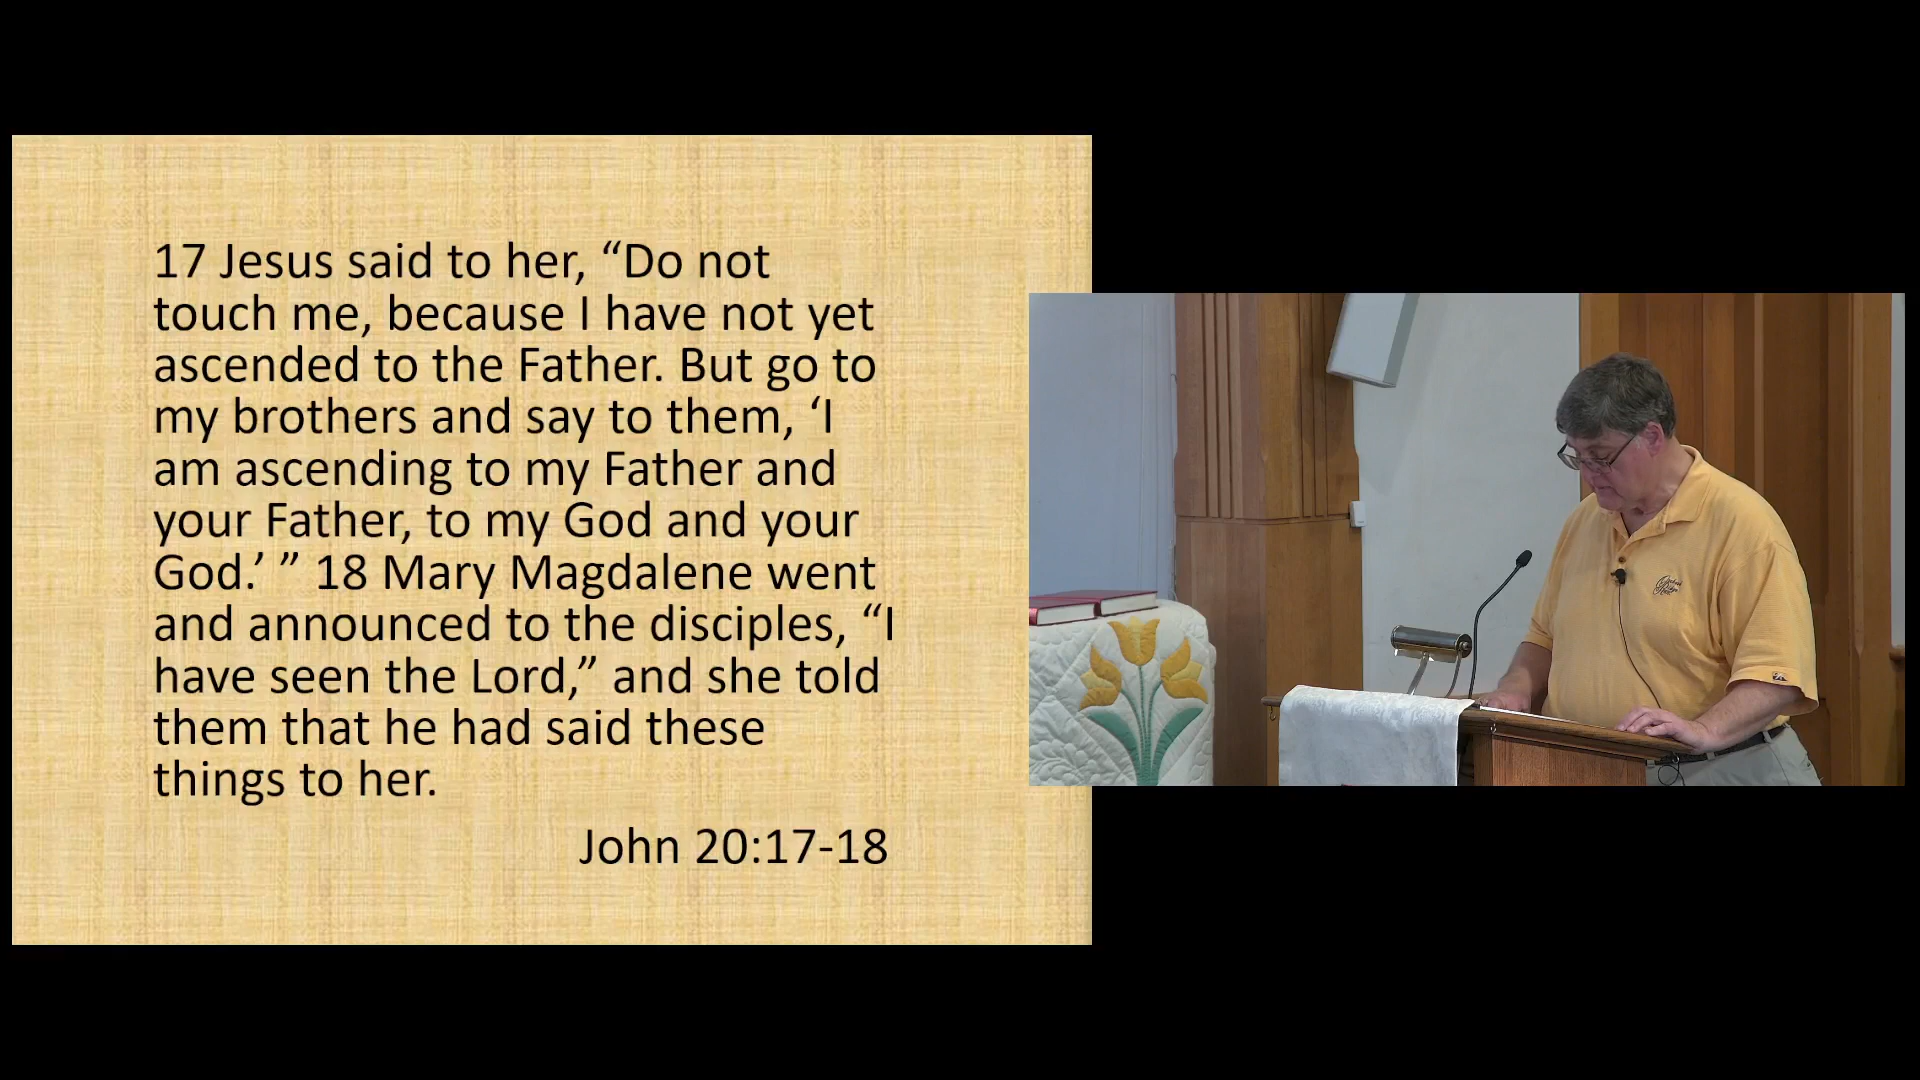 17 Jesus said to her, “Do not
touch me, because I have not yet
ascended to the Father. But go to
my brothers and say to them, ‘I
am ascending to my Father and
your Father, to my God and your
God.’ ” 18 Mary Magdalene went
and announced to the disciples, “I
have seen the Lord,” and she told
them that he had said these
things to her.
John 20:17-18